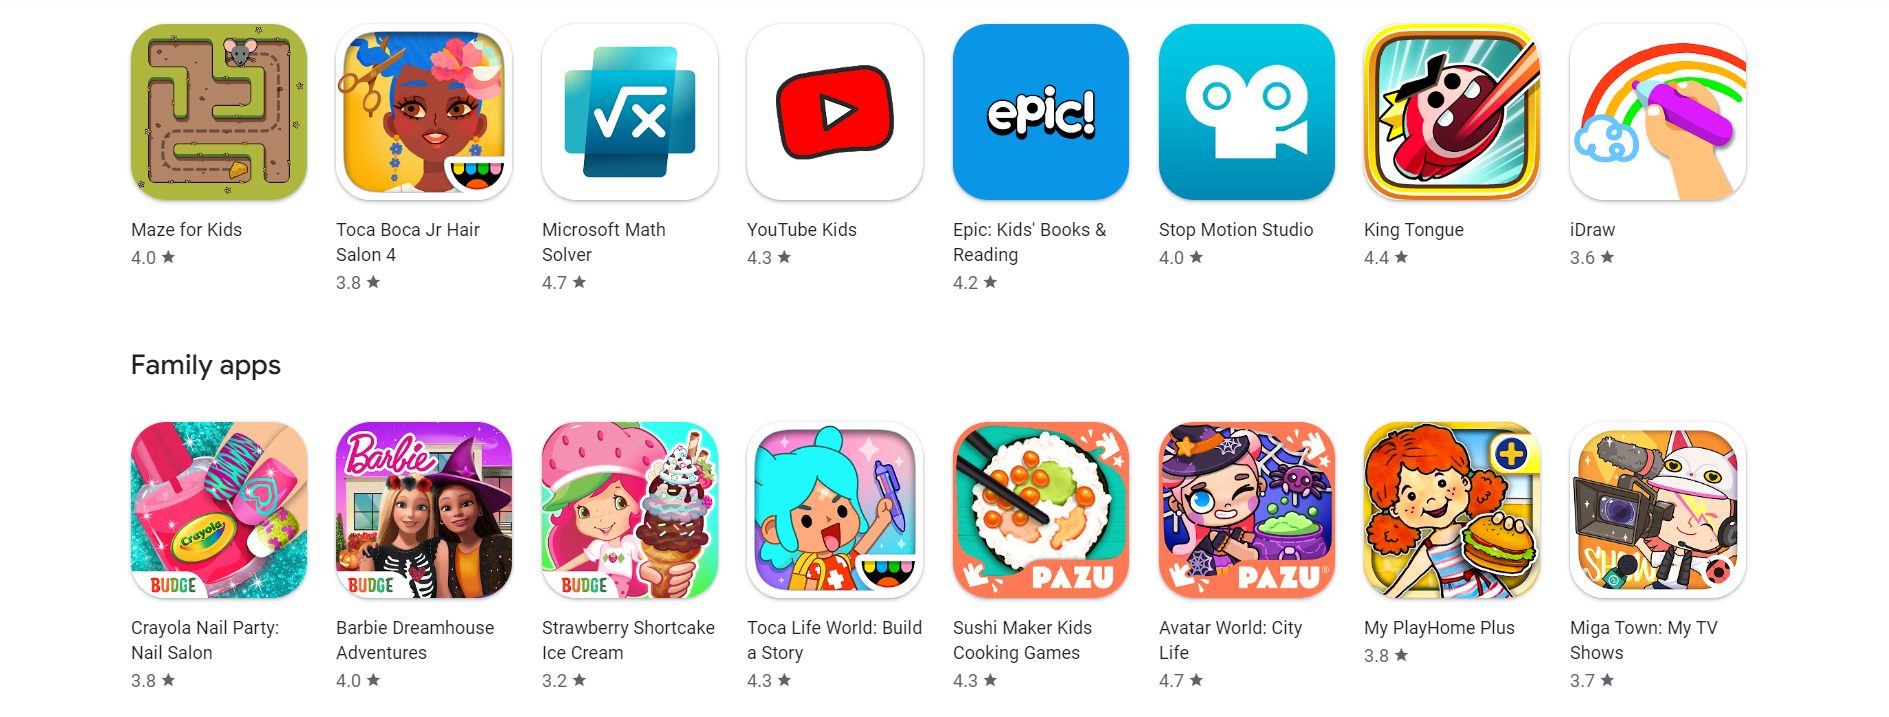 √x
epic!
Maze for Kids
4.0 ★
Toca Boca Jr Hair
Salon 4
3.8 ★
Microsoft Math
Solver
4.7 ★
YouTube Kids
4.3 ★
Epic: Kids' Books &
Reading
4.2 ★
Stop Motion Studio
4.0 ★
King Tongue
4.4 ★
iDraw
3.6 ★
Family apps
Crayola
BUDGE
Barbie
BUDGE
BUDGE
PAZU
PAZU®
SHOW
Crayola Nail Party:
Nail Salon
3.8 ★
Barbie Dreamhouse
Adventures
4.0 ★
Strawberry Shortcake
Ice Cream
3.2 ★
Toca Life World: Build
a Story
4.3 ★
Sushi Maker Kids
Cooking Games
4.3 ★
Avatar World: City
Life
4.7 ★
My PlayHome Plus
3.8 ★
Miga Town: My TV
Shows
3.7 ★